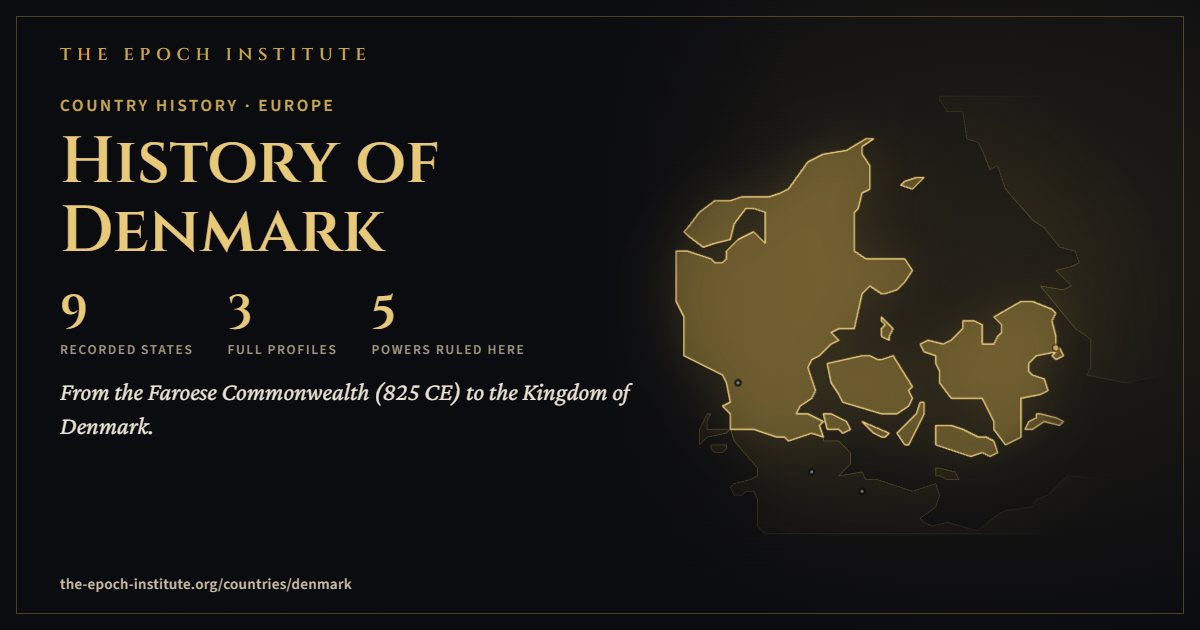 THE EPOCH INSTITUTE
COUNTRY HISTORY · EUROPE
History of
Denmark
9 3 5
RECORDED STATES FULL PROFILES POWERS RULED HERE
From the Faroese Commonwealth (825 CE) to the Kingdom of
Denmark.
the-epoch-institute.org/countries/denmark